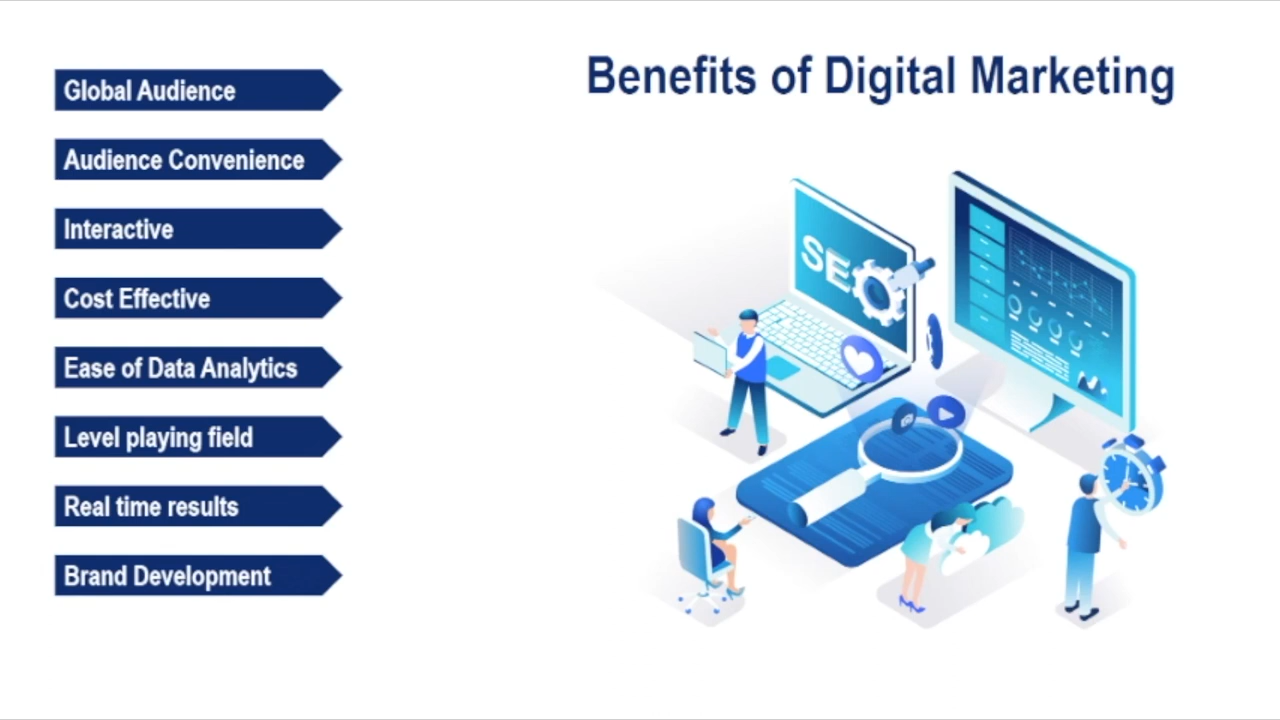 Benefits of Digital Marketing
Global Audience
Audience Convenience
Interactive
Cost Effective
Ease of Data Analytics
Level playing field
Real time results
Brand Development
SEO